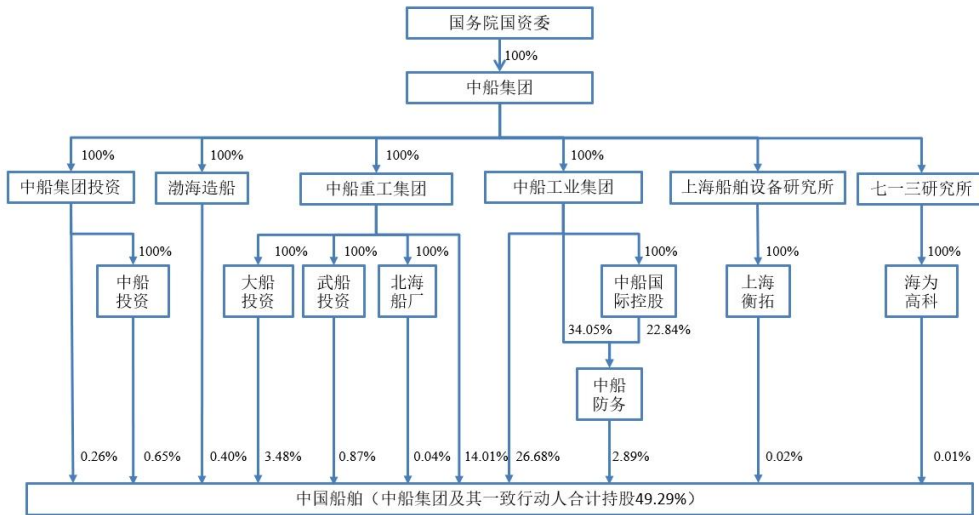 国务院国资委
100%
中船集团
100%
100%
100%
100%
100%
100%
中船集团投资
渤海造船
中船重工集团
中船工业集团
上海船舶设备研究所
七一三研究所
100%
100%
100%
100%
100%
100%
100%
中船
投资
大船
投资
武船
投资
北海
船厂
中船国
际控股
上海
衡拓
海为
高科
34.05%
22.84%
中船
防务
0.26%
0.65%
0.40%
3.48%
0.87%
0.04%
14.01%
26.68%
2.89%
0.02%
0.01%
中国船舶（中船集团及其一致行动人合计持股49.29%）